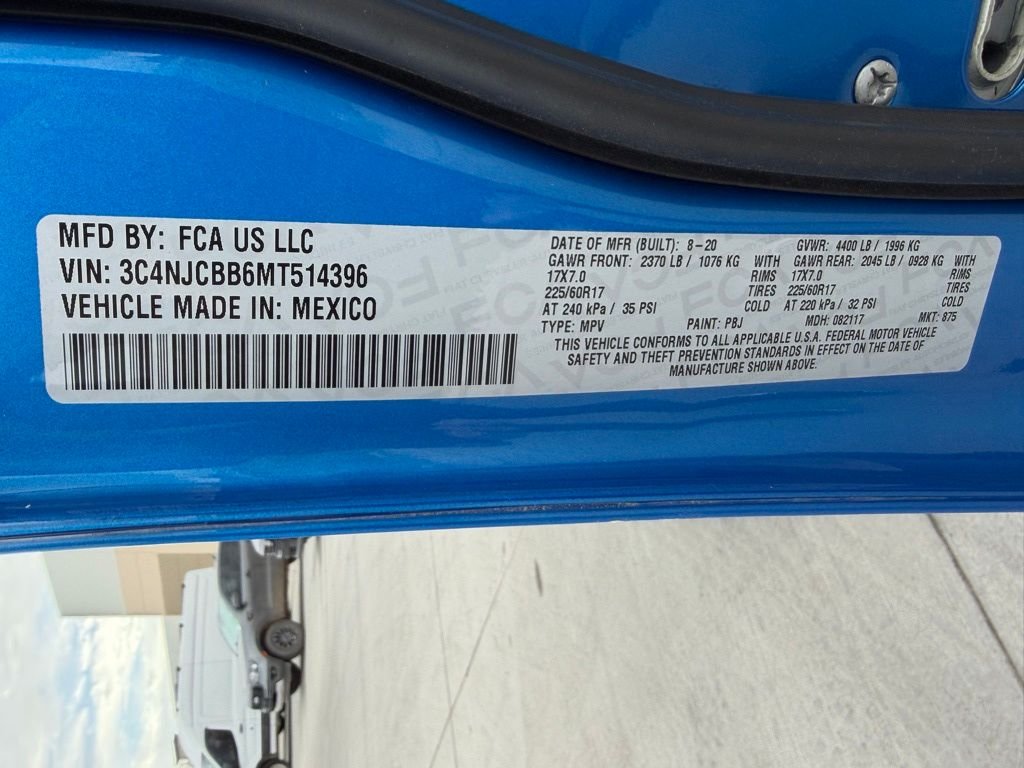 MFD BY: FCA US LLC
VIN: 3C4NJCBB6MT514396
VEHICLE MADE IN: MEXICO
DATE OF MFR (BUILT): 8-20 GVWR: 4400 LB / 1996 KG
GAWR FRONT: 2370 LB / 1076 KG WITH GAWR REAR: 2045 LB / 0928 KG WITH
17X7.0 RIMS 17X7.0 RIMS
225/60R17 TIRES 225/60R17 TIRES
AT 240 kPa / 35 PSI COLD AT 220 kPa / 32 PSI COLD
TYPE: MPV PAINT: PBJ MDH: 082117 MKT: 875
THIS VEHICLE CONFORMS TO ALL APPLICABLE U.S.A. FEDERAL MOTOR VEHICLE
SAFETY AND THEFT PREVENTION STANDARDS IN EFFECT ON THE DATE OF
MANUFACTURE SHOWN ABOVE.